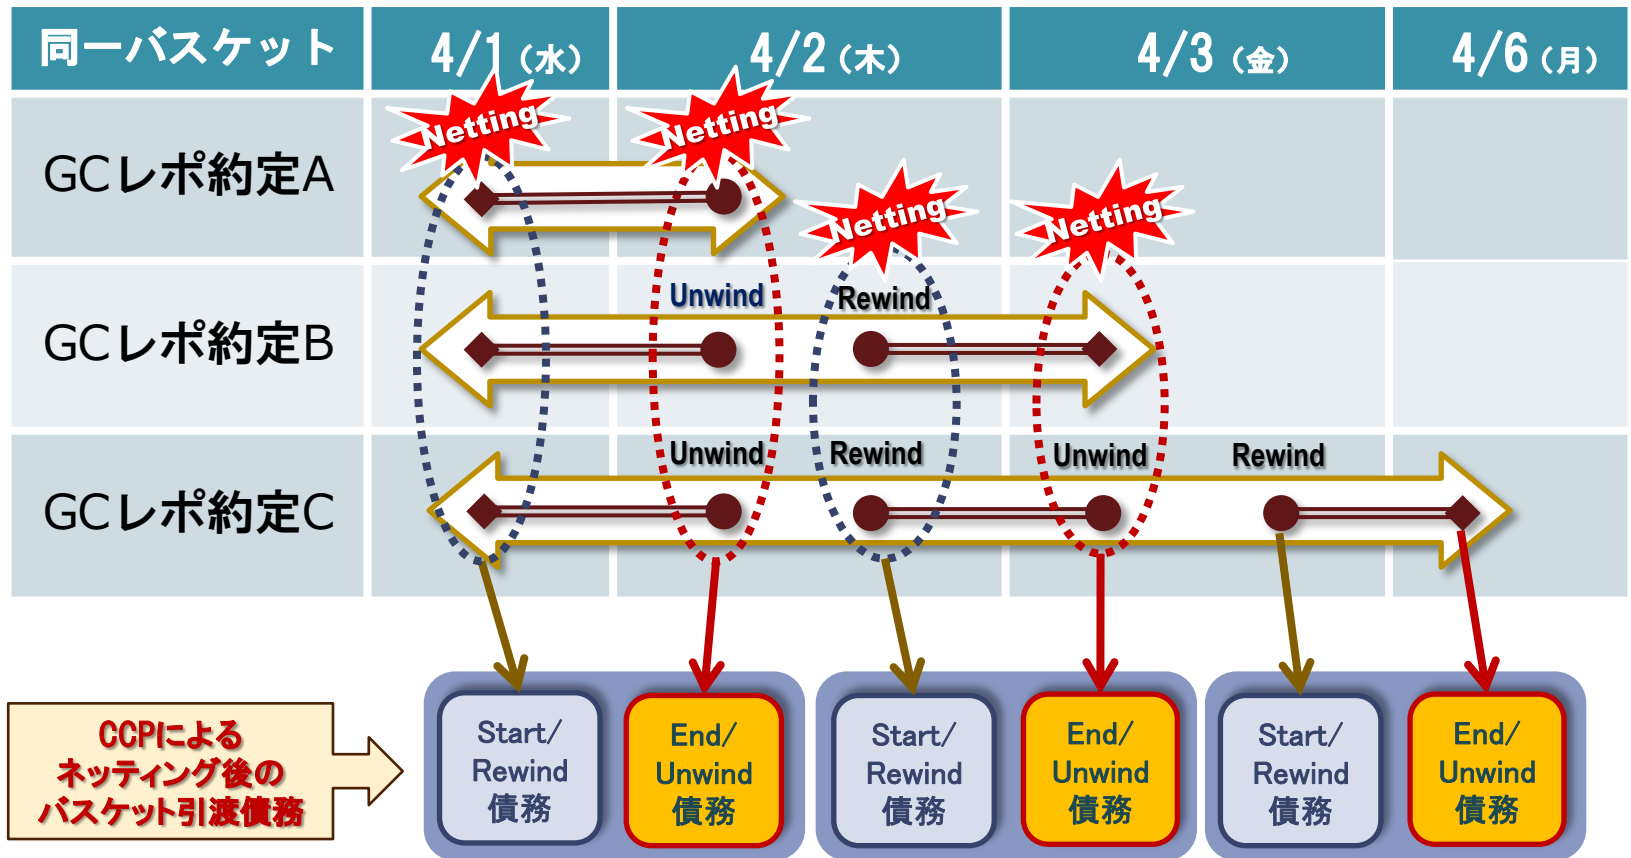 同一バスケット
4/1（水）
4/2（木）
4/3（金）
4/6（月）
Netting
Netting
GCレポ約定A
Netting
Netting
Unwind
Rewind
GCレポ約定B
Unwind
Rewind
Unwind
Rewind
GCレポ約定C
CCPによる
ネッティング後の
バスケット引渡債務
Start/
Rewind
債務
End/
Unwind
債務
Start/
Rewind
債務
End/
Unwind
債務
Start/
Rewind
債務
End/
Unwind
債務